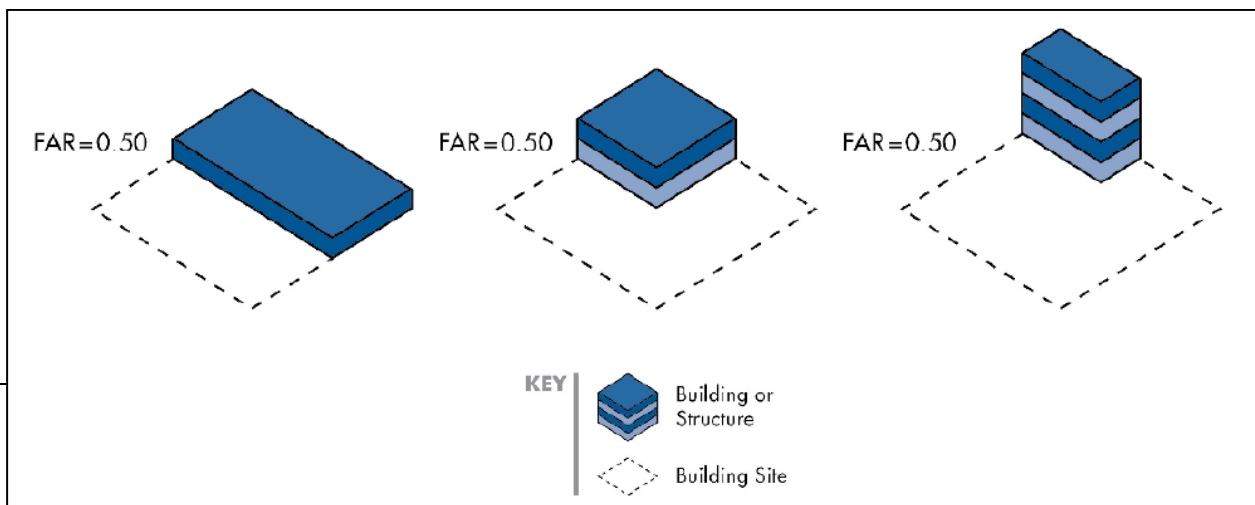 FAR=0.50
FAR=0.50
FAR=0.50
KEY
Building or
Structure
Building Site